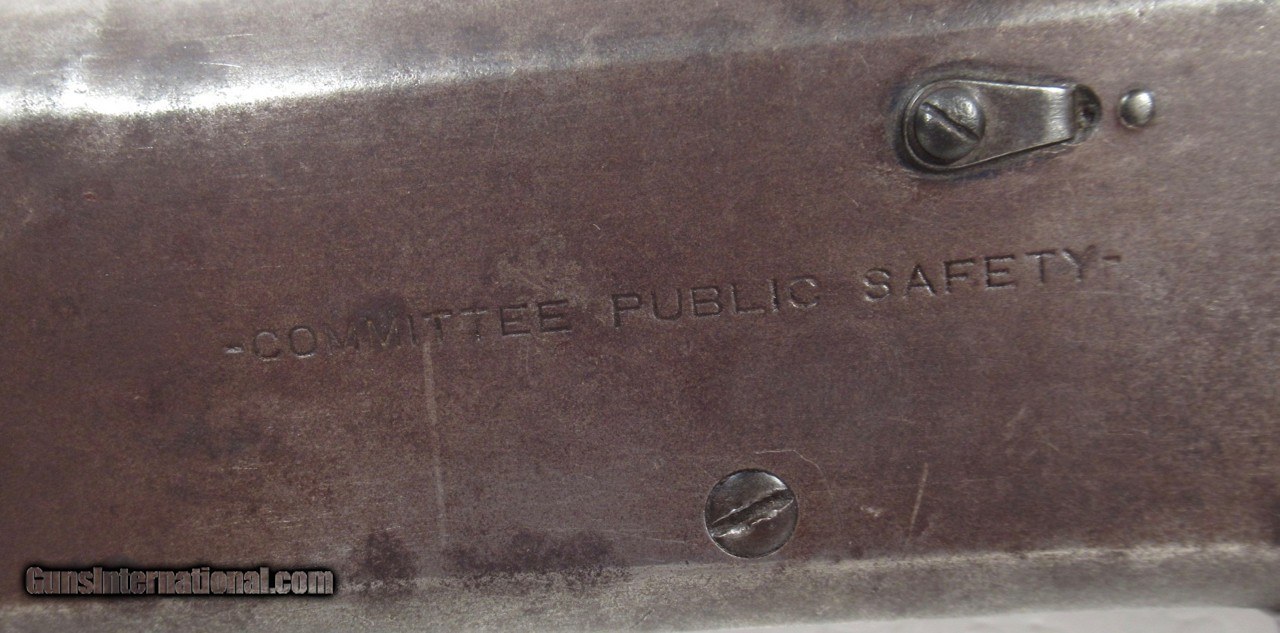 -COMMITTEE PUBLIC SAFETY-
GunsInternational.com